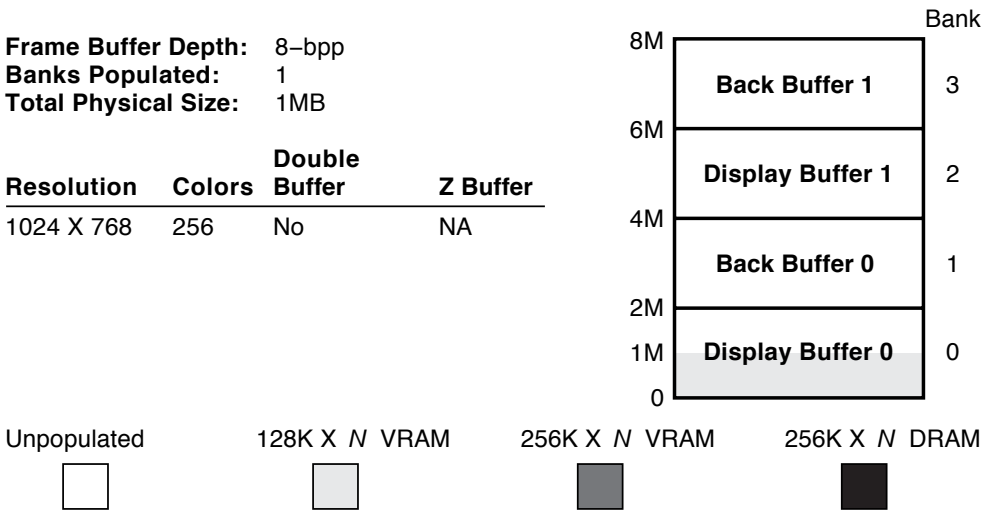 Frame Buffer Depth: 8–bpp
Banks Populated: 1
Total Physical Size: 1MB
Double
Resolution Colors Buffer Z Buffer
1024 X 768 256 No NA
Bank
8M
Back Buffer 1 3
6M
Display Buffer 1 2
4M
Back Buffer 0 1
2M
1M Display Buffer 0 0
0
Unpopulated 128K X N VRAM 256K X N VRAM 256K X N DRAM